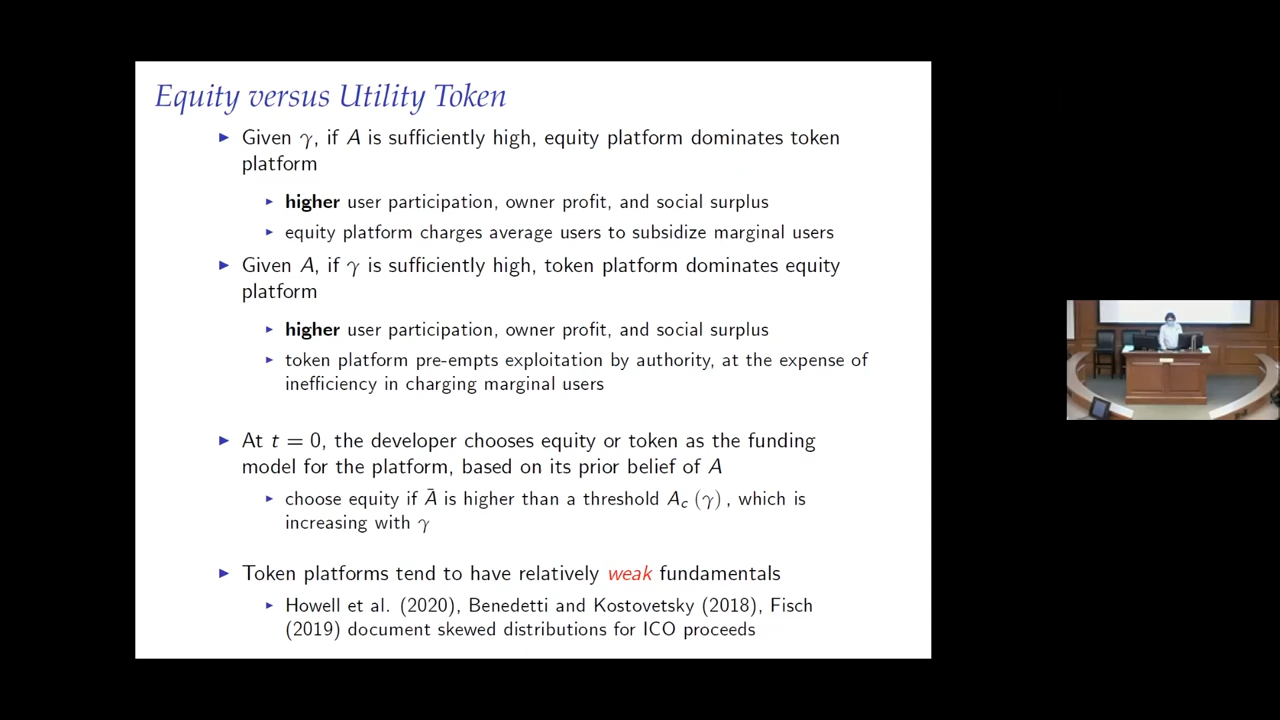 Equity versus Utility Token
▶ Given γ, if A is sufficiently high, equity platform dominates token
platform
▶ higher user participation, owner profit, and social surplus
▶ equity platform charges average users to subsidize marginal users
▶ Given A, if γ is sufficiently high, token platform dominates equity
platform
▶ higher user participation, owner profit, and social surplus
▶ token platform pre-empts exploitation by authority, at the expense of
inefficiency in charging marginal users
▶ At t = 0, the developer chooses equity or token as the funding
model for the platform, based on its prior belief of A
▶ choose equity if Ā is higher than a threshold A_c (γ), which is
increasing with γ
▶ Token platforms tend to have relatively weak fundamentals
▶ Howell et al. (2020), Benedetti and Kostovetsky (2018), Fisch
(2019) document skewed distributions for ICO proceeds